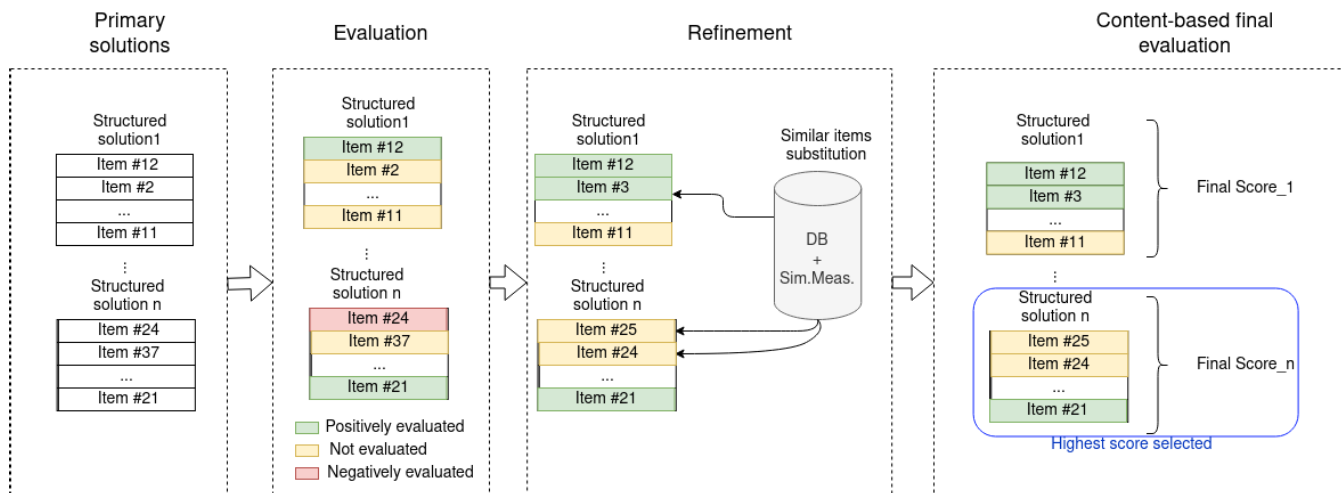 Primary
solutions
Structured
solution1
Item #12
Item #2
...
Item #11
...
Structured
solution n
Item #24
Item #37
...
Item #21
Evaluation
Structured
solution1
Item #12
Item #2
...
Item #11
...
Structured
solution n
Item #24
Item #37
...
Item #21
Positively evaluated
Not evaluated
Negatively evaluated
Refinement
Structured
solution1
Item #12
Item #3
...
Item #11
...
Structured
solution n
Item #25
Item #24
...
Item #21
Similar items
substitution
DB
+
Sim.Meas.
Content-based final
evaluation
Structured
solution1
Item #12
Item #3
...
Item #11
Final Score_1
...
Structured
solution n
Item #25
Item #24
...
Item #21
Final Score_n
Highest score selected